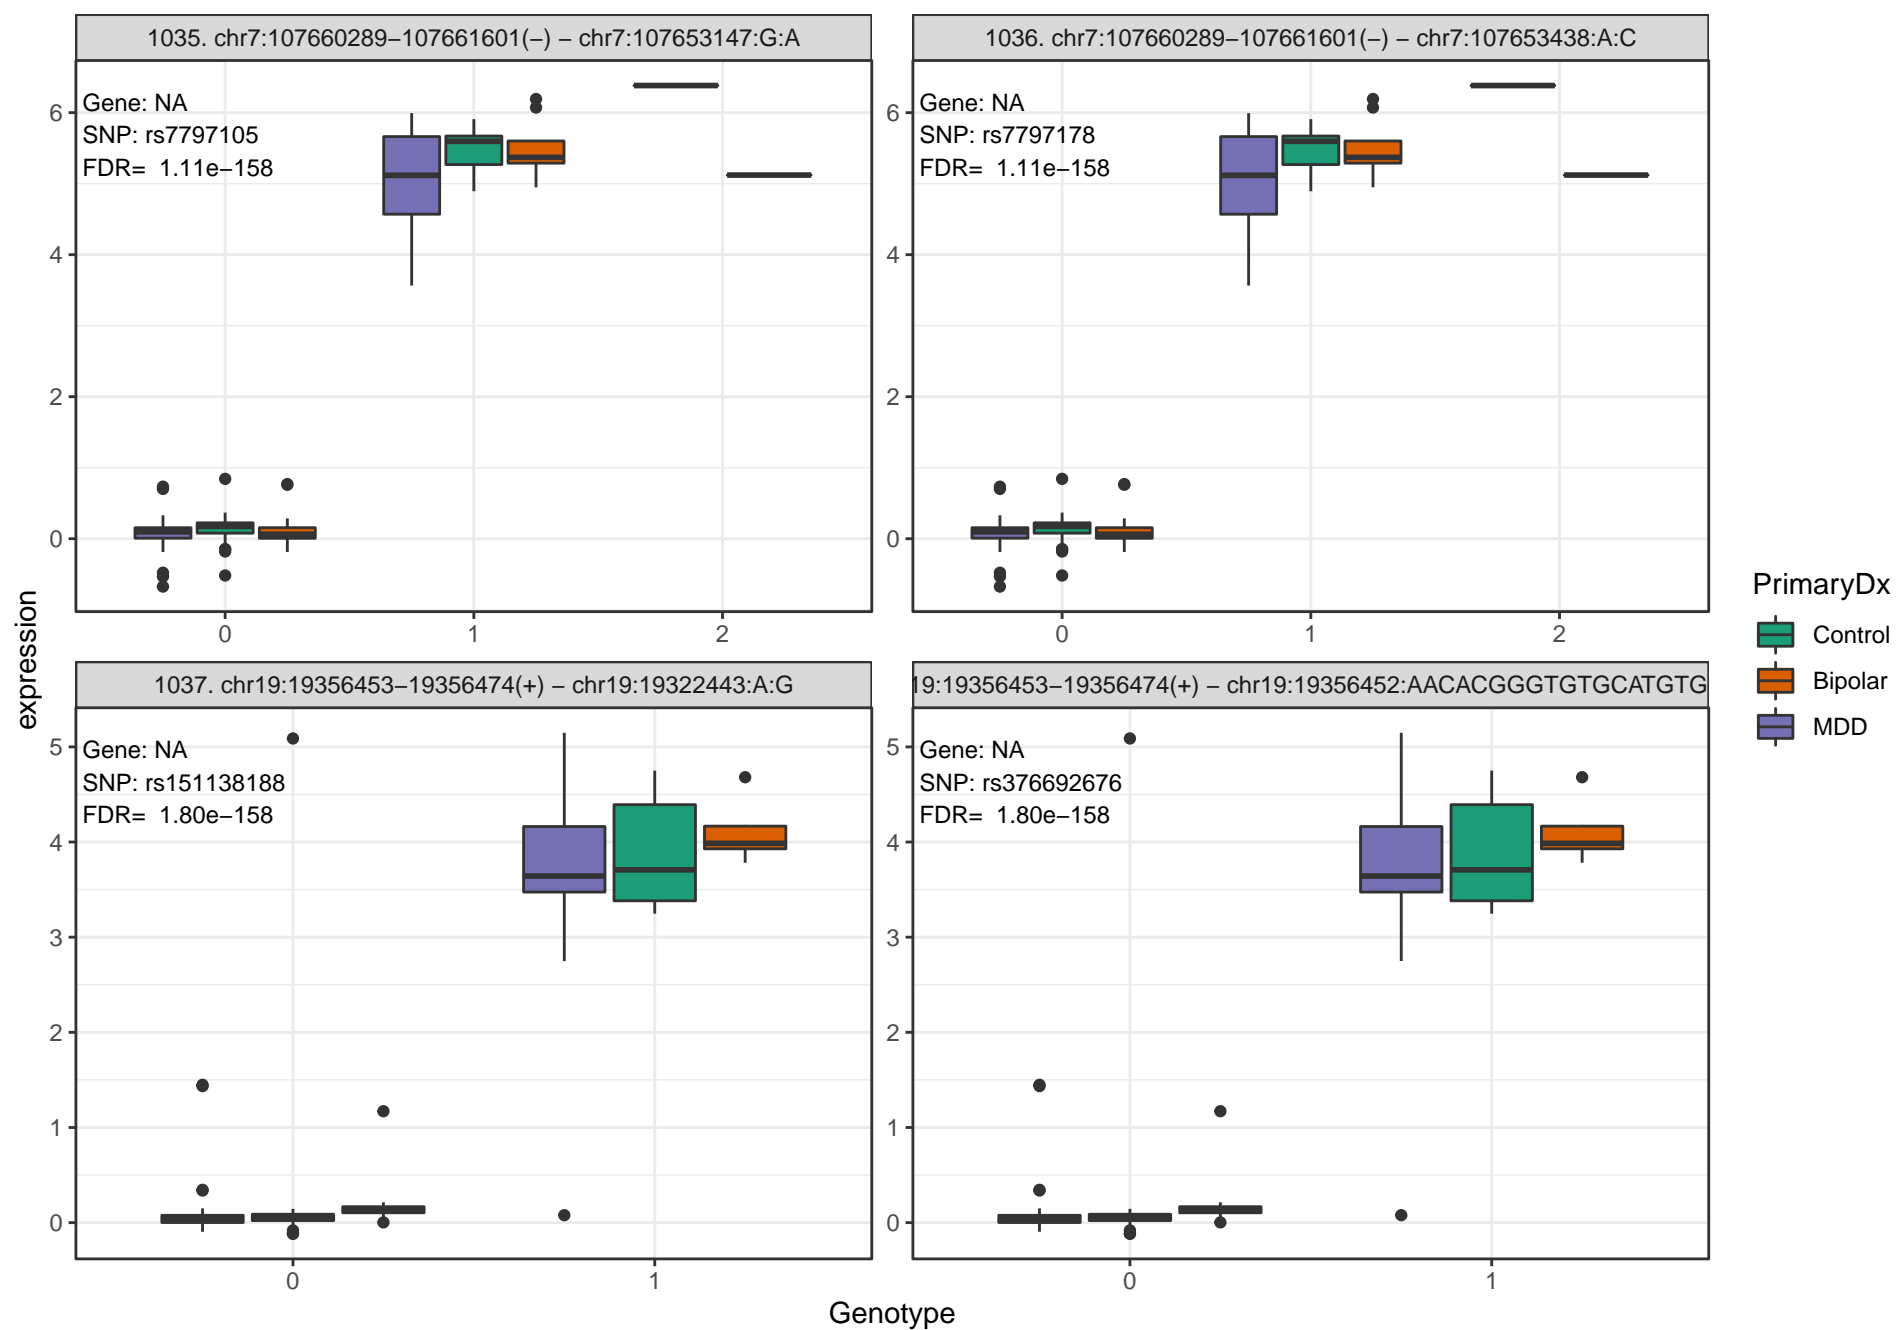 1035. chr7:107660289−107661601(−) − chr7:107653147:G:A
1036. chr7:107660289−107661601(−) − chr7:107653438:A:C
Gene: NA
SNP: rs7797105
FDR= 1.11e−158
Gene: NA
SNP: rs7797178
FDR= 1.11e−158
6
4
2
0
6
4
2
0
0 1 2
0 1 2
1037. chr19:19356453−19356474(+) − chr19:19322443:A:G
19:19356453−19356474(+) − chr19:19356452:AACACGGGTGTGCATGTG
Gene: NA
SNP: rs151138188
FDR= 1.80e−158
Gene: NA
SNP: rs376692676
FDR= 1.80e−158
5
4
3
2
1
0
5
4
3
2
1
0
0 1
0 1
expression
Genotype
PrimaryDx
Control
Bipolar
MDD